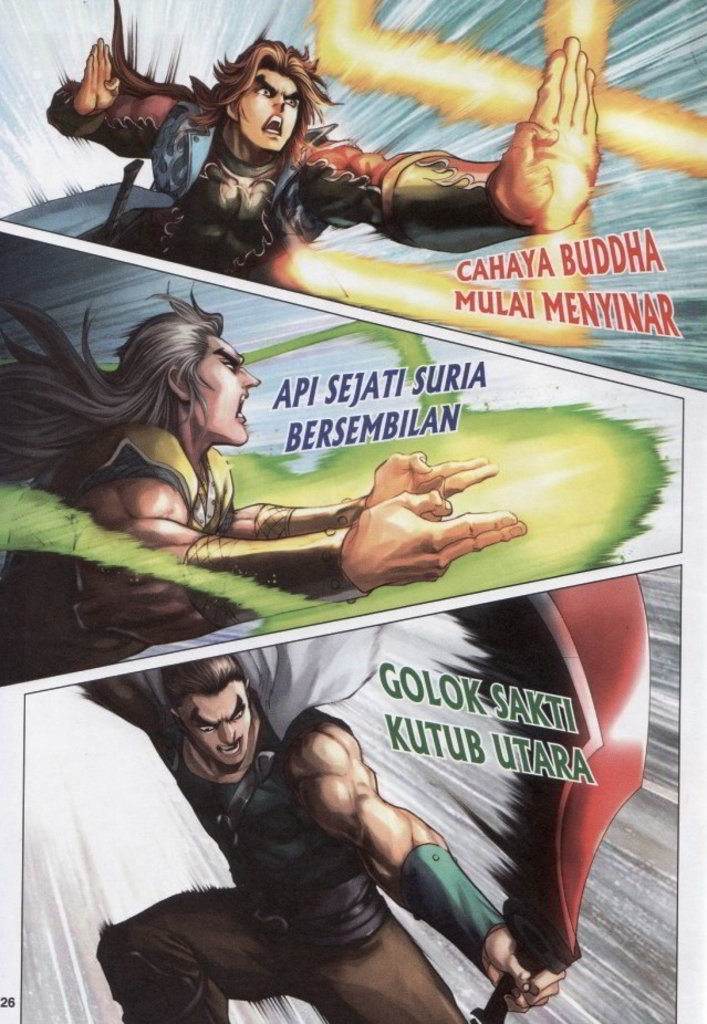 CAHAYA BUDDHA
MULAI MENYINAR
API SEJATI SURIA
BERSEMBILAN
GOLOK SAKTI
KUTUB UTARA
26